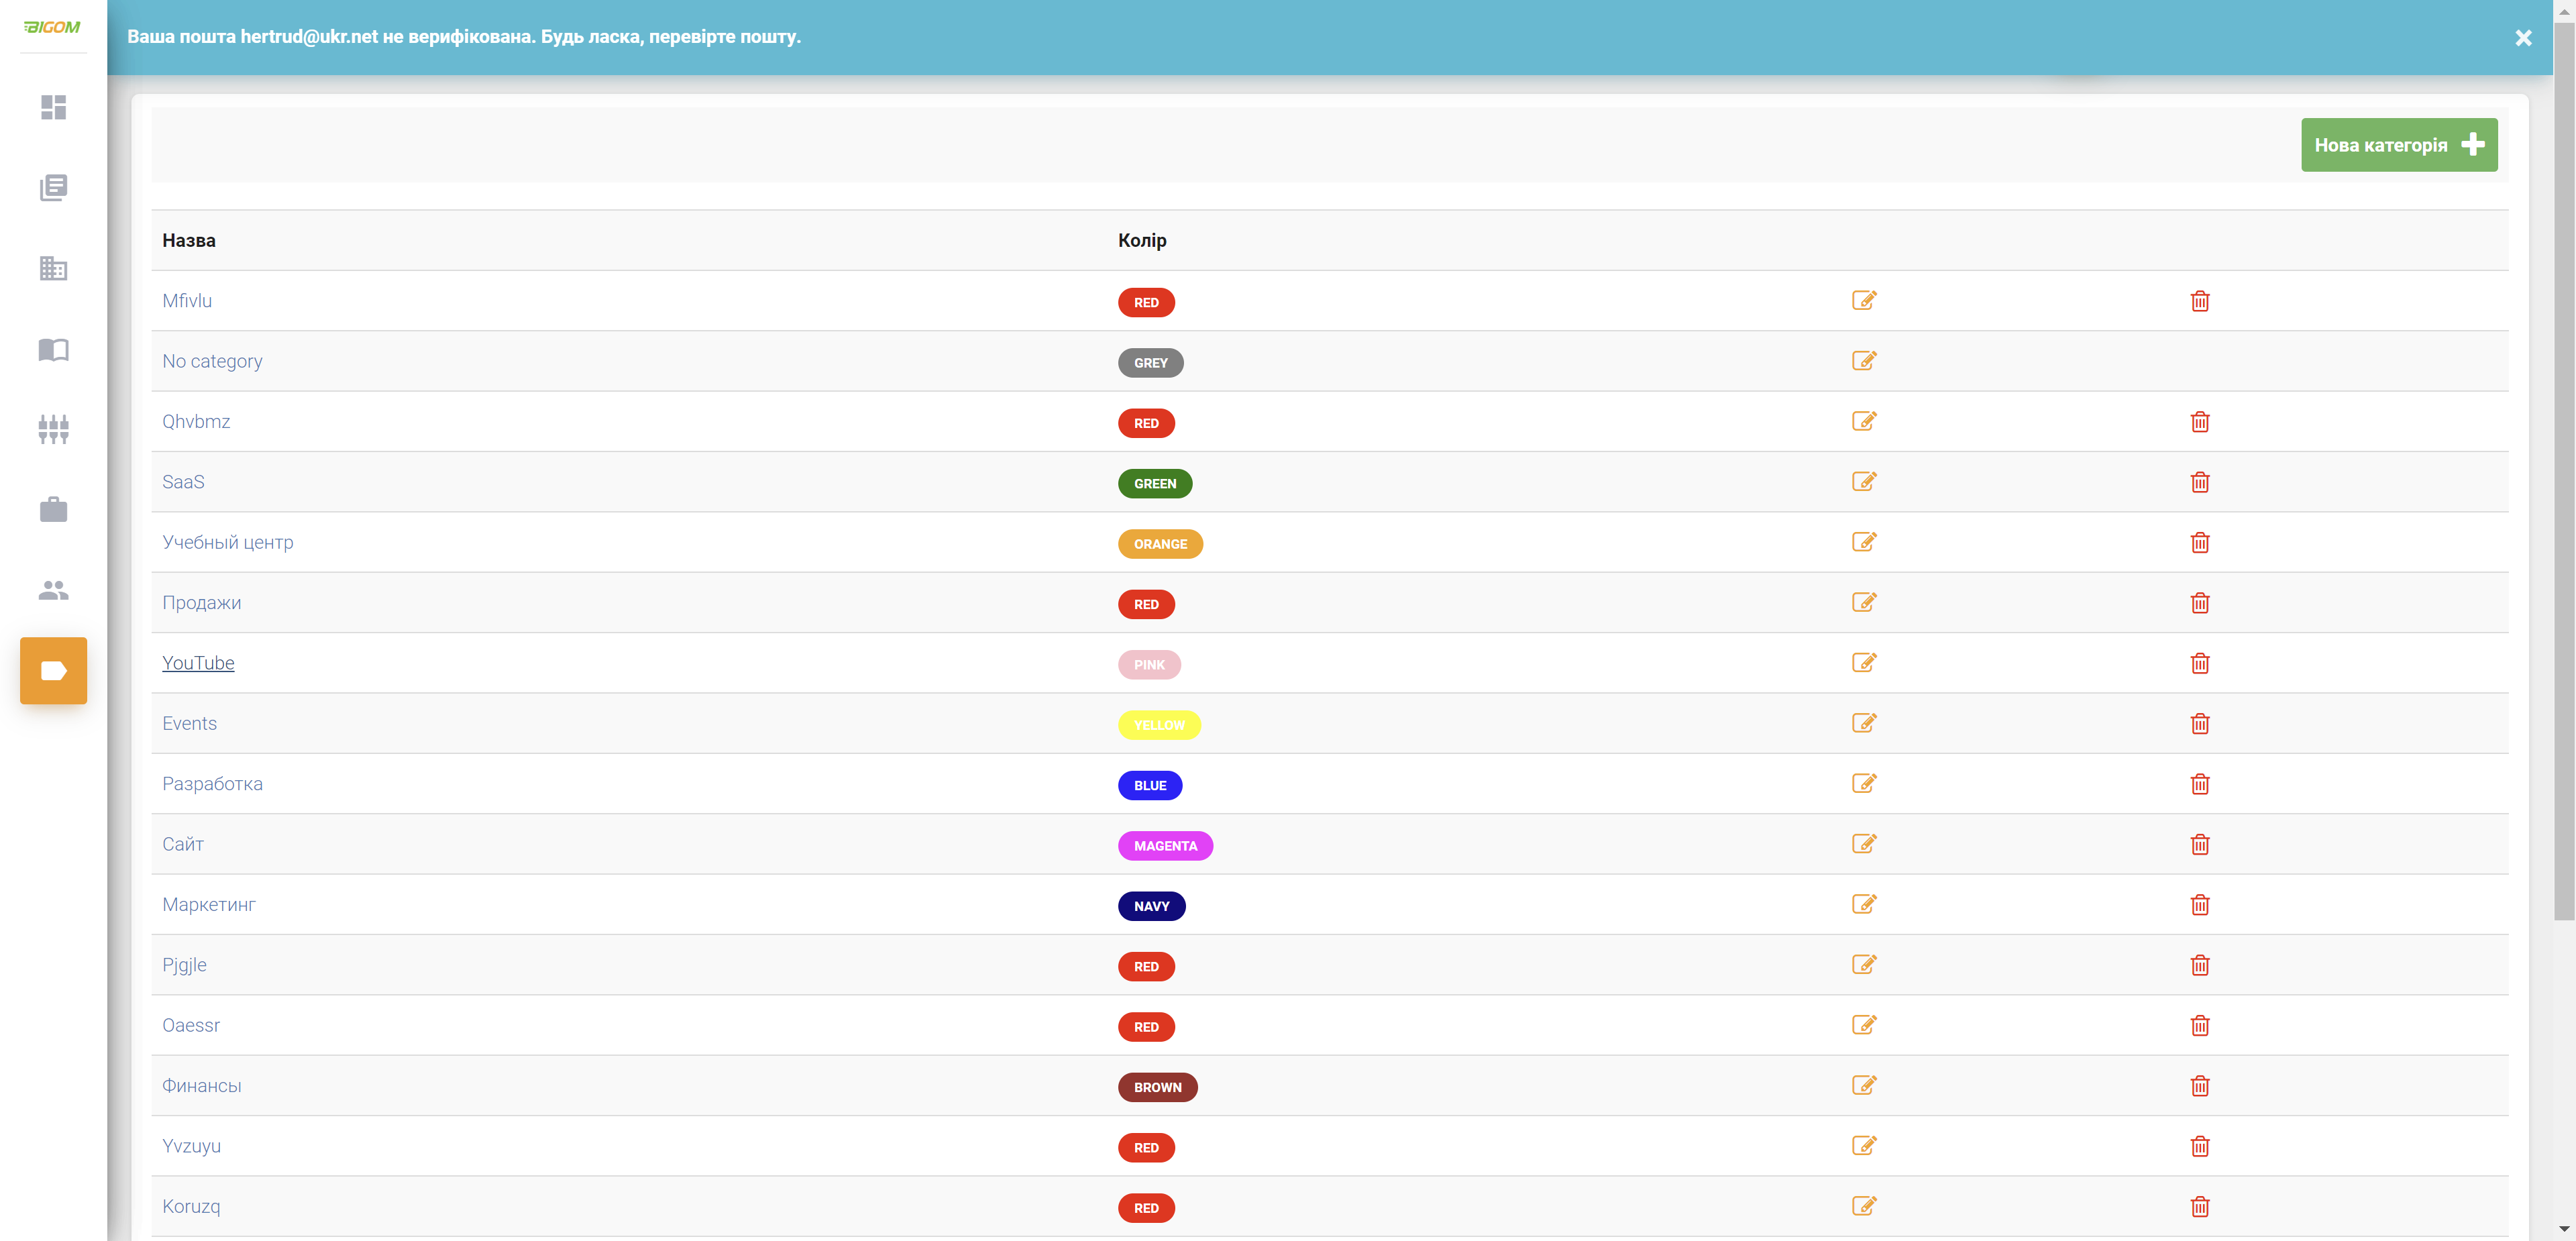 BIGOM
Ваша пошта hertrud@ukr.net не верифікована. Будь ласка, перевірте пошту.
Нова категорія
Назва Колір
Mfivlu RED
No category GREY
Qhvbmz RED
SaaS GREEN
Учебный центр ORANGE
Продажи RED
YouTube PINK
Events YELLOW
Разработка BLUE
Сайт MAGENTA
Маркетинг NAVY
Pjgjle RED
Oaessr RED
Финансы BROWN
Yvzuyu RED
Koruzq RED